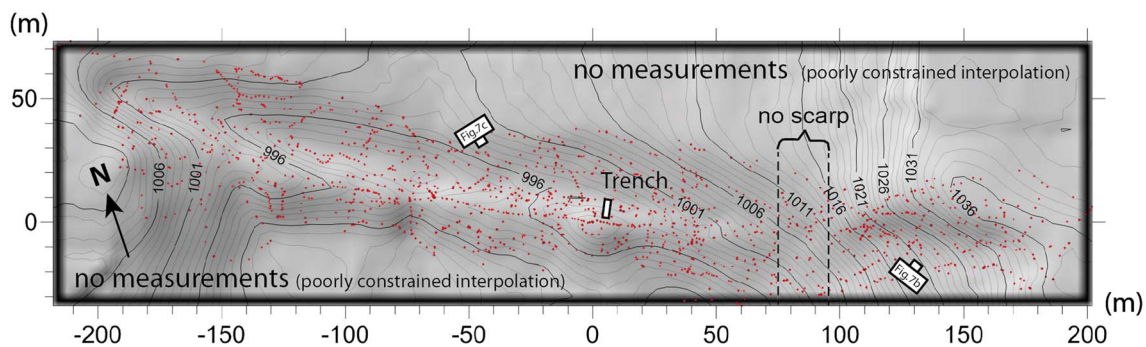 (m)
no measurements (poorly constrained interpolation)
50
no scarp
Fig.7c
996
N
1006
1001
996
Trench
1031
1026
1021
1016
1011
1036
1006
1001
0
Fig.7b
no measurements (poorly constrained interpolation)
(m)
-200 -150 -100 -50 0 50 100 150 200